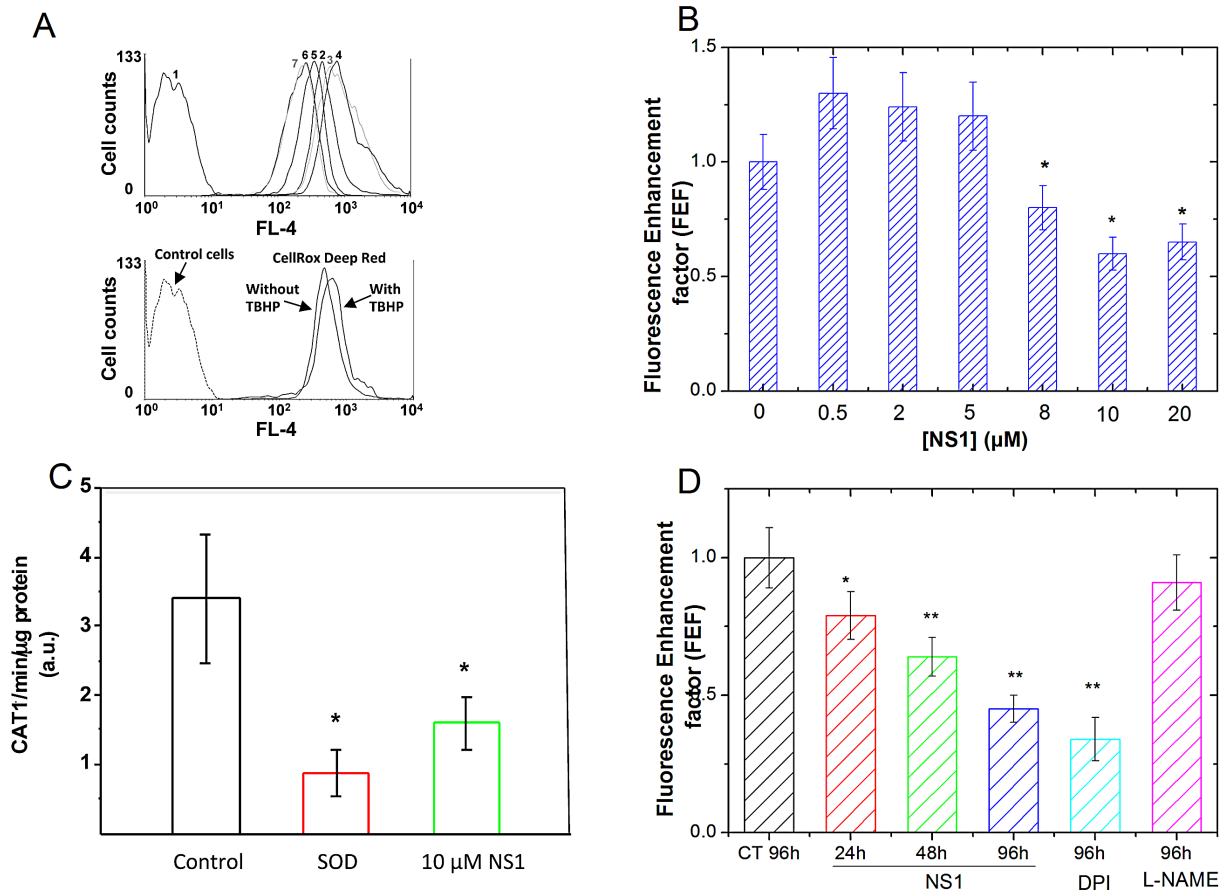 A
133
Cell counts
0
1
7 6 5 2 3 4
10⁰ 10¹ 10² 10³ 10⁴
FL-4
133
Cell counts
0
Control cells
CellRox Deep Red
Without
TBHP
With
TBHP
10⁰ 10¹ 10² 10³ 10⁴
FL-4
B
Fluorescence Enhancement
factor (FEF)
1.5
1.0
0.5
0.0
*
*
*
0 0.5 2 5 8 10 20
[NS1] (µM)
C
CAT1/min/µg protein
(a.u.)
5
4
3
2
1
*
*
Control SOD 10 µM NS1
D
Fluorescence Enhancement
factor (FEF)
1.0
0.5
0.0
*
**
**
**
CT 96h 24h 48h 96h 96h 96h
NS1 DPI L-NAME